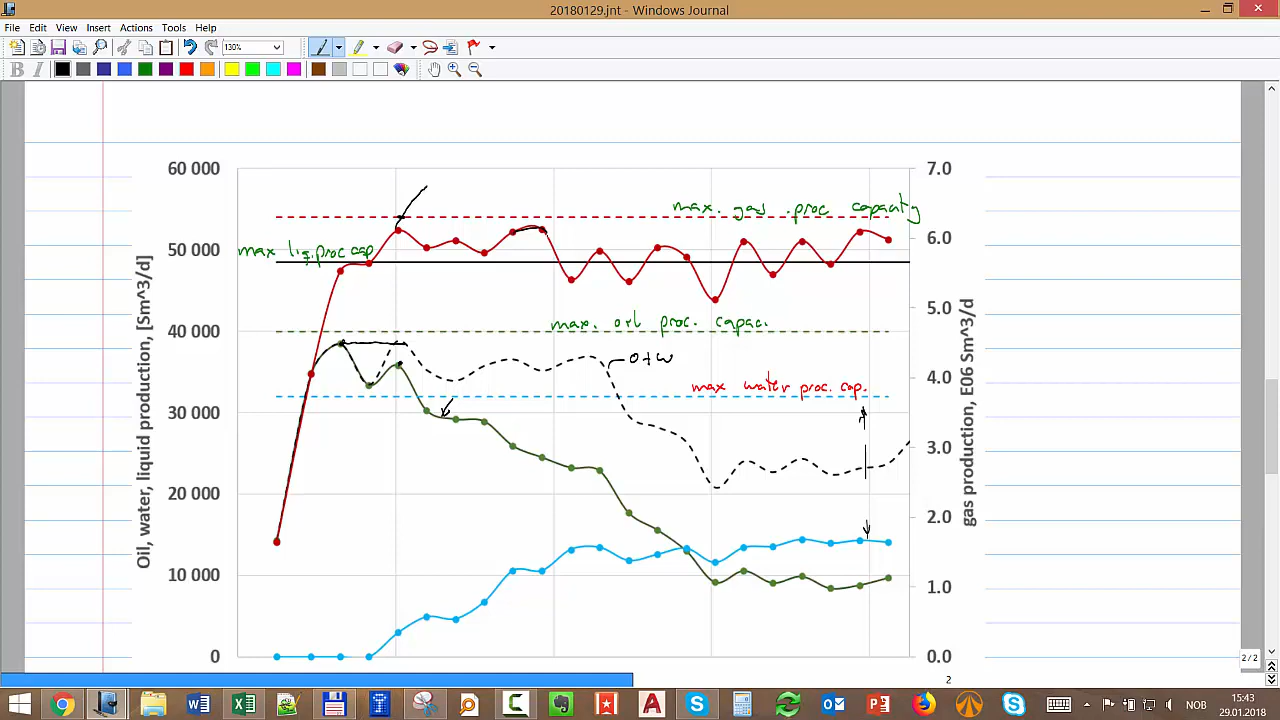 20180129.jnt - Windows Journal
File Edit View Insert Actions Tools Help
130%
B I
60 000
7.0
max. gas proc capacity
max liq.proc cap
50 000
6.0
5.0
40 000
max. oil proc. capac.
o+w
4.0
max water proc. cap.
30 000
3.0
20 000
2.0
10 000
1.0
0
0.0
Oil, water, liquid production, [Sm^3/d]
gas production, E06 Sm^3/d
2 / 2
2
15:43
NOB
29.01.2018